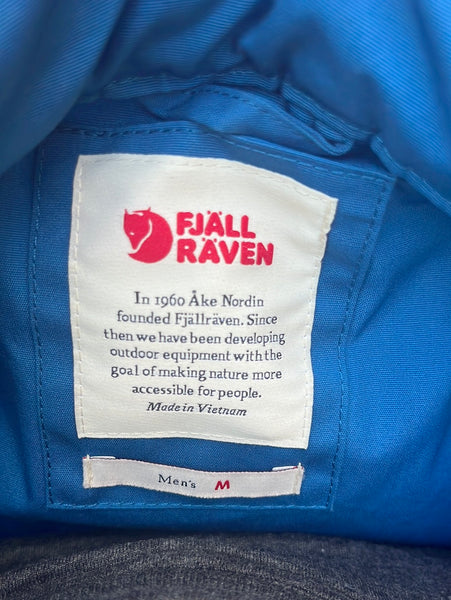 FJÄLL
RÄVEN
In 1960 Åke Nordin
founded Fjällräven. Since
then we have been developing
outdoor equipment with the
goal of making nature more
accessible for people.
Made in Vietnam
Men's M